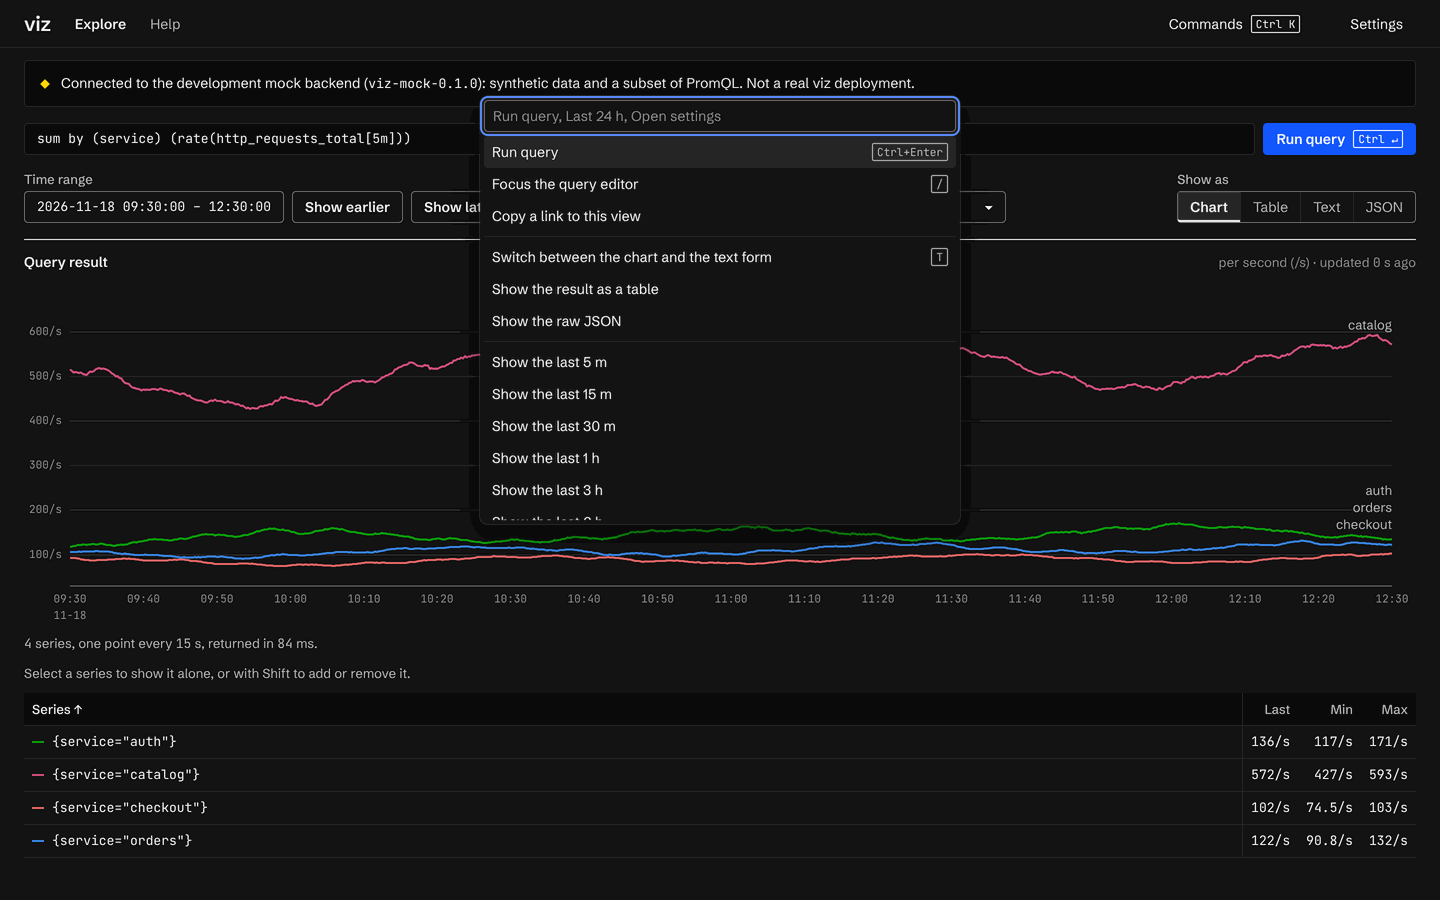 viz Explore Help Commands Ctrl K Settings
Connected to the development mock backend (viz-mock-0.1.0): synthetic data and a subset of PromQL. Not a real viz deployment.
Run query, Last 24 h, Open settings
sum by (service) (rate(http_requests_total[5m]))
Run query Ctrl ↵
Run query Ctrl+Enter
Focus the query editor /
Copy a link to this view
Switch between the chart and the text form T
Show the result as a table
Show the raw JSON
Show the last 5 m
Show the last 15 m
Show the last 30 m
Show the last 1 h
Show the last 3 h
Time range
2026-11-18 09:30:00 – 12:30:00 Show earlier Show
Show as
Chart Table Text JSON
Query result
per second (/s) · updated 0 s ago
600/s
500/s
400/s
300/s
200/s
100/s
catalog
auth
orders
checkout
09:30 09:40 09:50 10:00 10:10 10:20 10:30 10:40 10:50 11:00 11:10 11:20 11:30 11:40 11:50 12:00 12:10 12:20 12:30
11-18
4 series, one point every 15 s, returned in 84 ms.
Select a series to show it alone, or with Shift to add or remove it.
Series ↑ Last Min Max
{service="auth"} 136/s 117/s 171/s
{service="catalog"} 572/s 427/s 593/s
{service="checkout"} 102/s 74.5/s 103/s
{service="orders"} 122/s 90.8/s 132/s